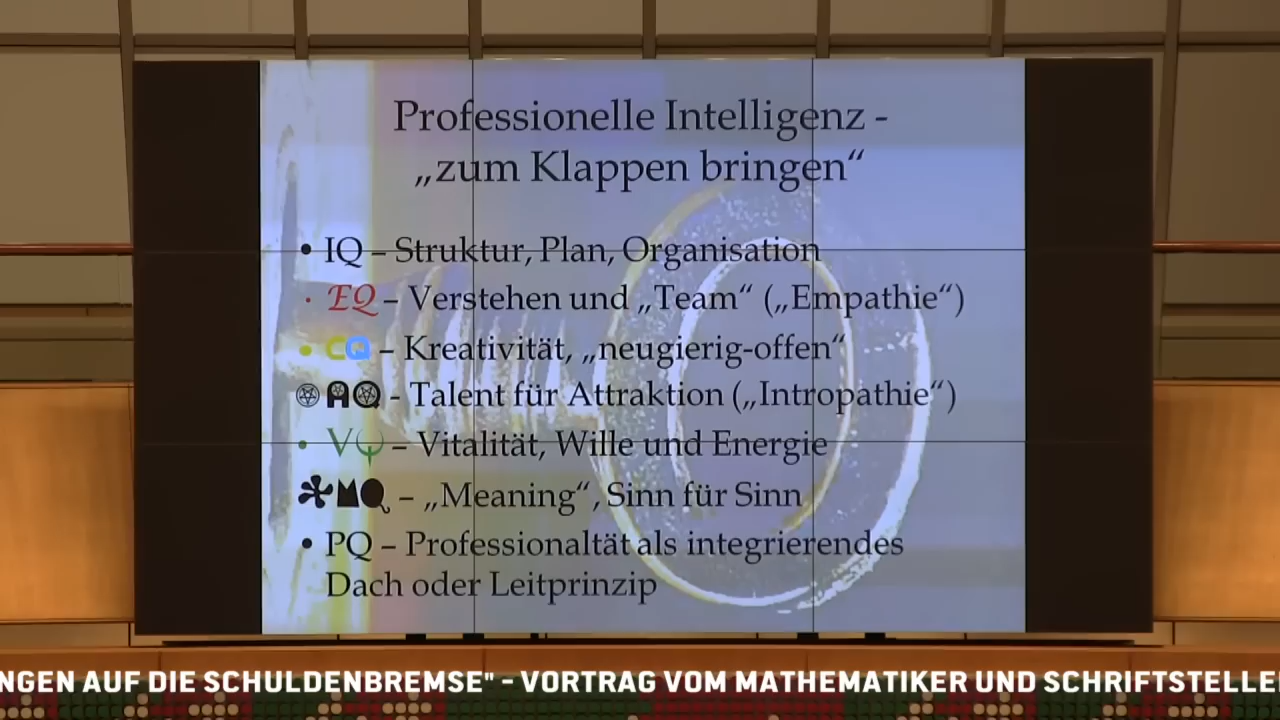 Professionelle Intelligenz -
„zum Klappen bringen“
• IQ – Struktur, Plan, Organisation
• EQ – Verstehen und „Team“ („Empathie“)
• CQ – Kreativität, „neugierig-offen“
AQ - Talent für Attraktion („Intropathie“)
• VQ – Vitalität, Wille und Energie
MQ – „Meaning“, Sinn für Sinn
• PQ – Professionaltät als integrierendes
Dach oder Leitprinzip
NGEN AUF DIE SCHULDENBREMSE" - VORTRAG VOM MATHEMATIKER UND SCHRIFTSTELLE